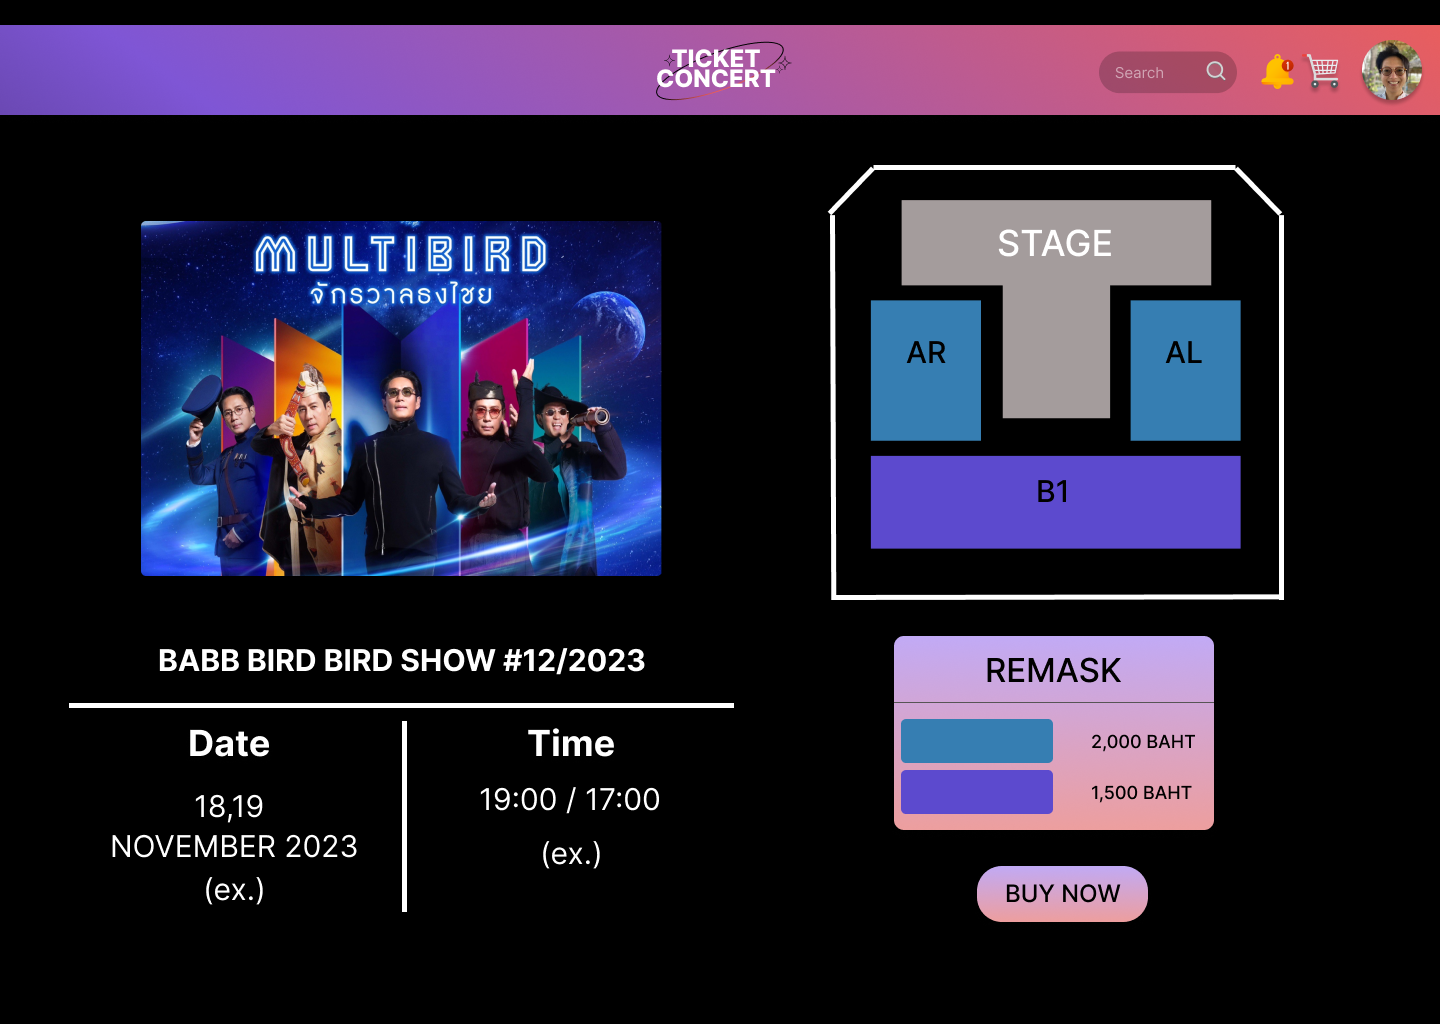 TICKET
CONCERT
Search
1
MULTIBIRD
จักรวาลธงไชย
STAGE
AR
AL
B1
BABB BIRD BIRD SHOW #12/2023
Date
Time
18,19
NOVEMBER 2023
(ex.)
19:00 / 17:00
(ex.)
REMASK
2,000 BAHT
1,500 BAHT
BUY NOW